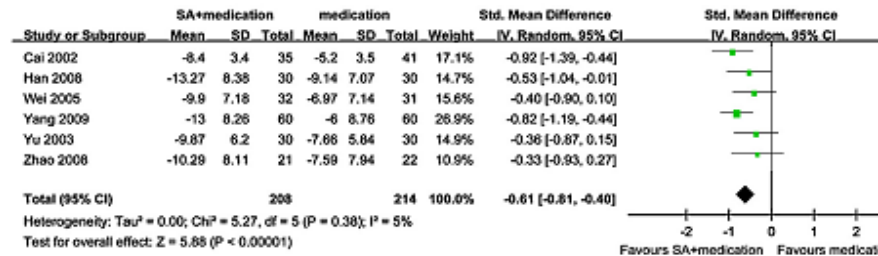 SA+medication medication Std. Mean Difference Std. Mean Difference
Study or Subgroup Mean SD Total Mean SD Total Weight IV. Random. 95% CI IV. Random. 95% CI
Cai 2002 -8.4 3.4 35 -5.2 3.5 41 17.1% -0.92 [-1.39, -0.44]
Han 2008 -13.27 8.38 30 -9.14 7.07 30 14.7% -0.53 [-1.04, -0.01]
Wei 2005 -9.9 7.18 32 -6.97 7.14 31 15.6% -0.40 [-0.90, 0.10]
Yang 2009 -13 8.26 60 -6 8.76 60 26.9% -0.82 [-1.19, -0.44]
Yu 2003 -9.87 6.2 30 -7.66 5.84 30 14.9% -0.36 [-0.87, 0.15]
Zhao 2008 -10.29 8.11 21 -7.59 7.94 22 10.9% -0.33 [-0.93, 0.27]
Total (95% CI) 208 214 100.0% -0.61 [-0.81, -0.40]
Heterogeneity: Tau² = 0.00; Chi² = 5.27, df = 5 (P = 0.38); I² = 5%
Test for overall effect: Z = 5.88 (P < 0.00001)
-2 -1 0 1 2
Favours SA+medication Favours medicatio